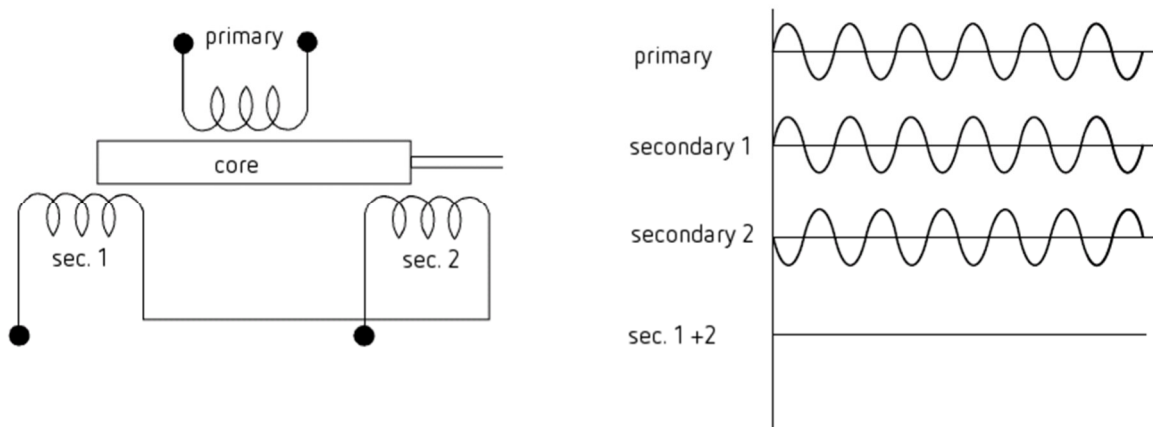 primary
core
sec. 1
sec. 2
primary
secondary 1
secondary 2
sec. 1 +2